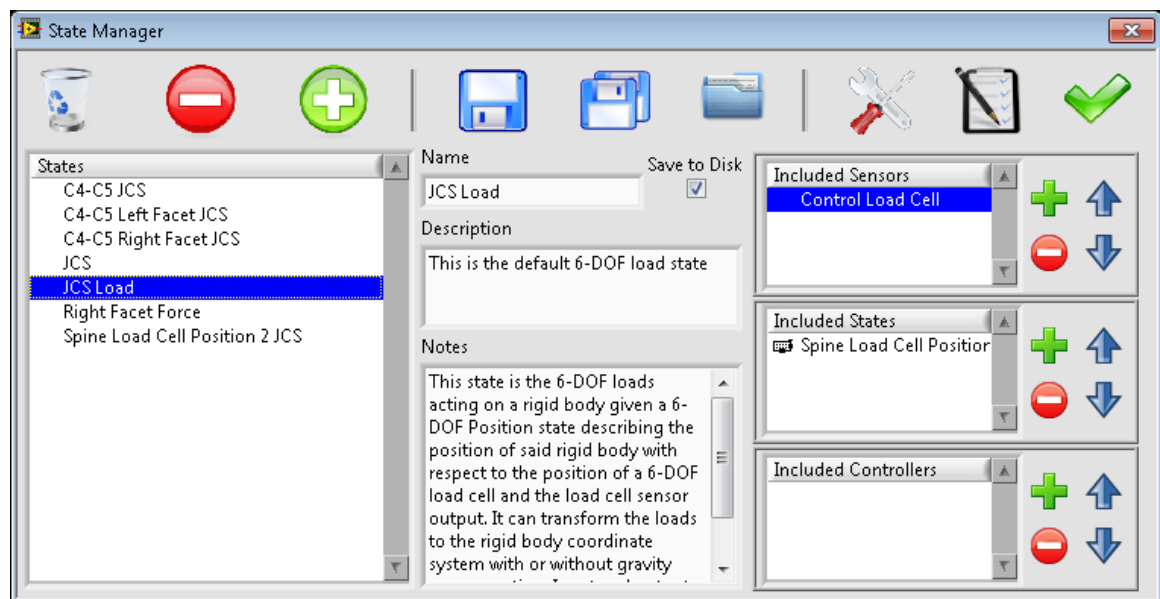 State Manager
States
C4-C5 JCS
C4-C5 Left Facet JCS
C4-C5 Right Facet JCS
JCS
JCS Load
Right Facet Force
Spine Load Cell Position 2 JCS
Name
Save to Disk
JCS Load
Description
This is the default 6-DOF load state
Notes
This state is the 6-DOF loads
acting on a rigid body given a 6-
DOF Position state describing the
position of said rigid body with
respect to the position of a 6-DOF
load cell and the load cell sensor
output. It can transform the loads
to the rigid body coordinate
system with or without gravity
Included Sensors
Control Load Cell
Included States
Spine Load Cell Position
Included Controllers